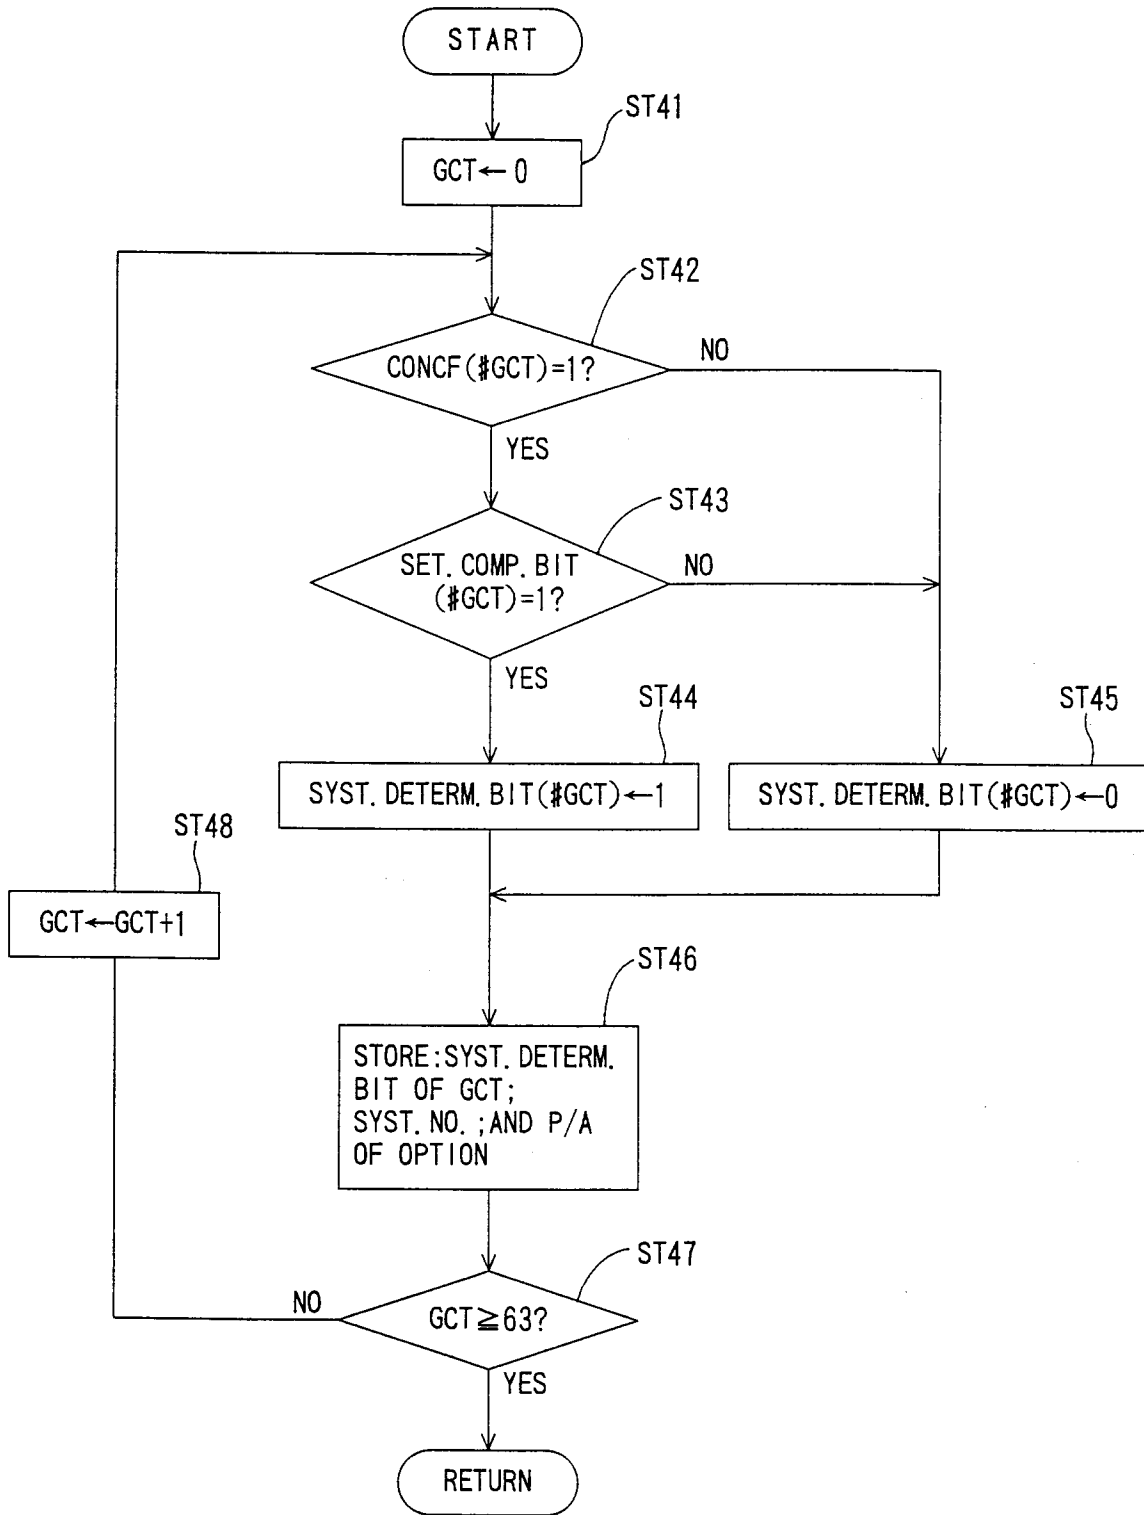 START
ST41
GCT←0
ST42
CONCF(#GCT)=1?
NO
YES
ST43
SET.COMP.BIT
(#GCT)=1?
NO
YES
ST44
ST45
SYST.DETERM.BIT(#GCT)←1
SYST.DETERM.BIT(#GCT)←0
ST48
GCT←GCT+1
ST46
STORE:SYST.DETERM.
BIT OF GCT;
SYST.NO.;AND P/A
OF OPTION
ST47
NO
GCT≧63?
YES
RETURN